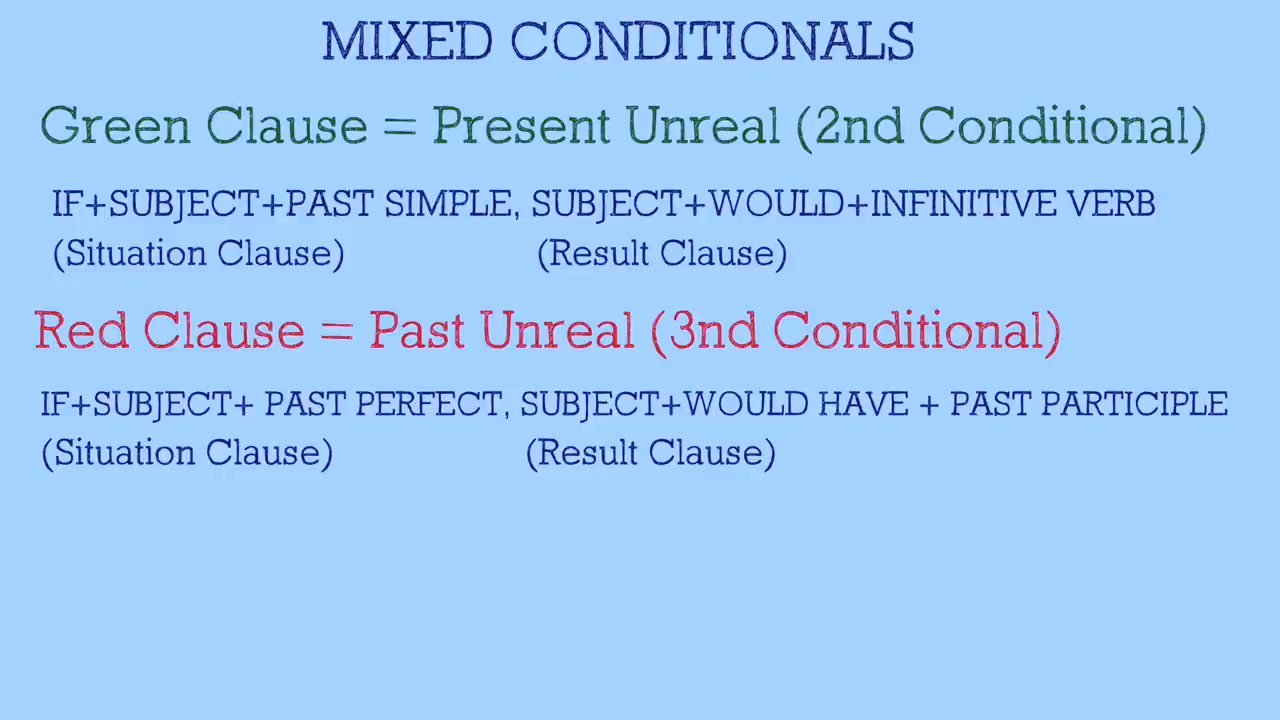 MIXED CONDITIONALS
Green Clause = Present Unreal (2nd Conditional)
IF+SUBJECT+PAST SIMPLE, SUBJECT+WOULD+INFINITIVE VERB
(Situation Clause) (Result Clause)
Red Clause = Past Unreal (3nd Conditional)
IF+SUBJECT+ PAST PERFECT, SUBJECT+WOULD HAVE + PAST PARTICIPLE
(Situation Clause) (Result Clause)